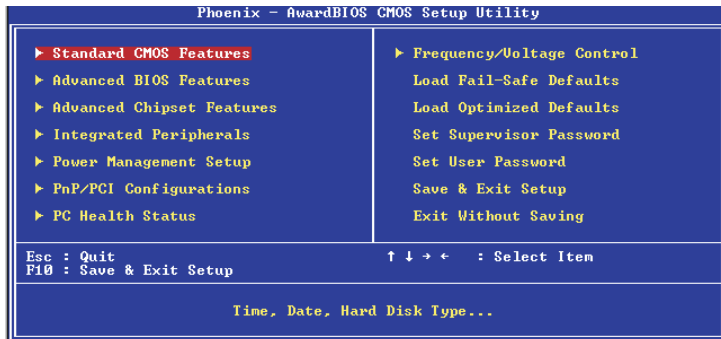 Phoenix - AwardBIOS CMOS Setup Utility
▶ Standard CMOS Features
▶ Advanced BIOS Features
▶ Advanced Chipset Features
▶ Integrated Peripherals
▶ Power Management Setup
▶ PnP/PCI Configurations
▶ PC Health Status
▶ Frequency/Voltage Control
Load Fail-Safe Defaults
Load Optimized Defaults
Set Supervisor Password
Set User Password
Save & Exit Setup
Exit Without Saving
Esc : Quit
F10 : Save & Exit Setup
↑ ↓ → ← : Select Item
Time, Date, Hard Disk Type...